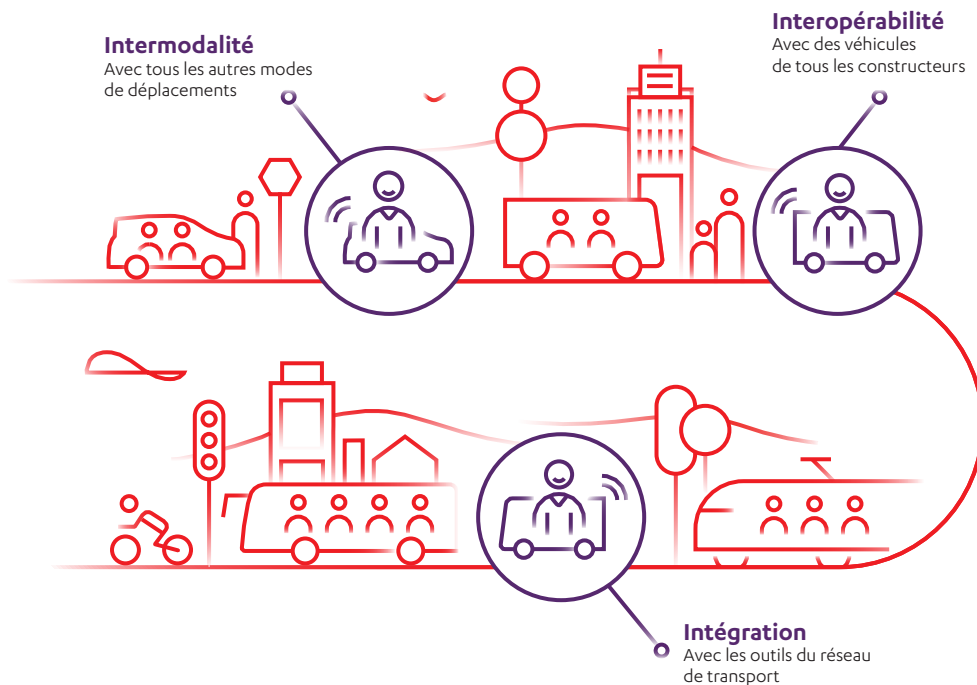 Intermodalité
Avec tous les autres modes
de déplacements
Interopérabilité
Avec des véhicules
de tous les constructeurs
Intégration
Avec les outils du réseau
de transport